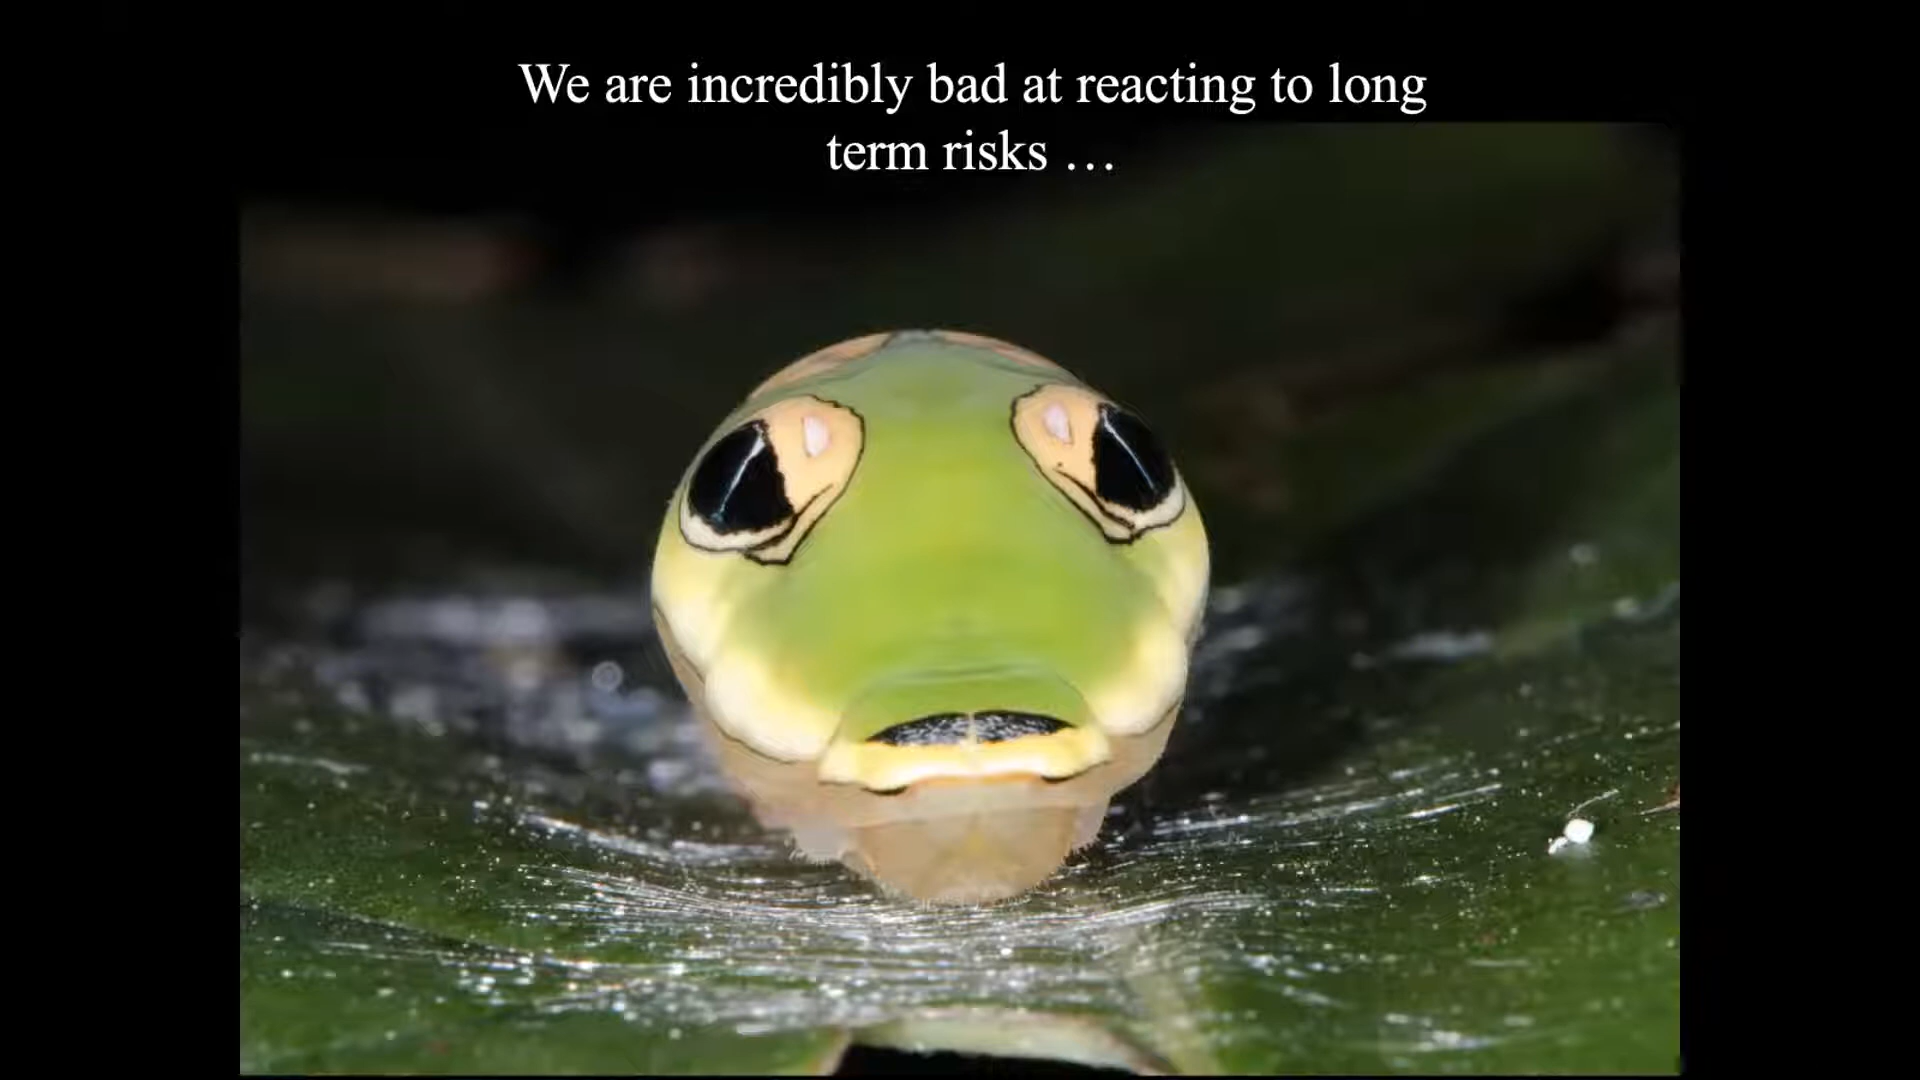 We are incredibly bad at reacting to long
term risks …